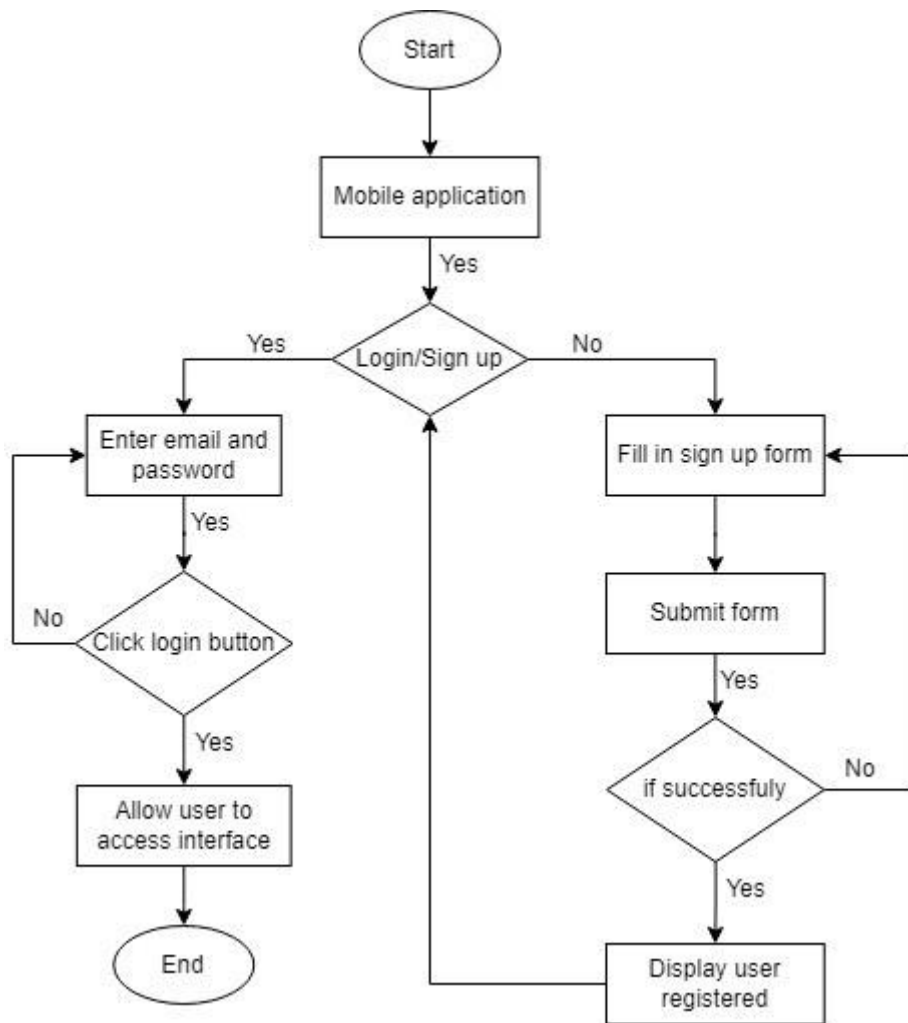 Start
Mobile application
Yes
Login/Sign up
Yes
No
Enter email and
password
Yes
Click login button
No
Yes
Allow user to
access interface
End
Fill in sign up form
Submit form
Yes
if successfuly
No
Yes
Display user
registered